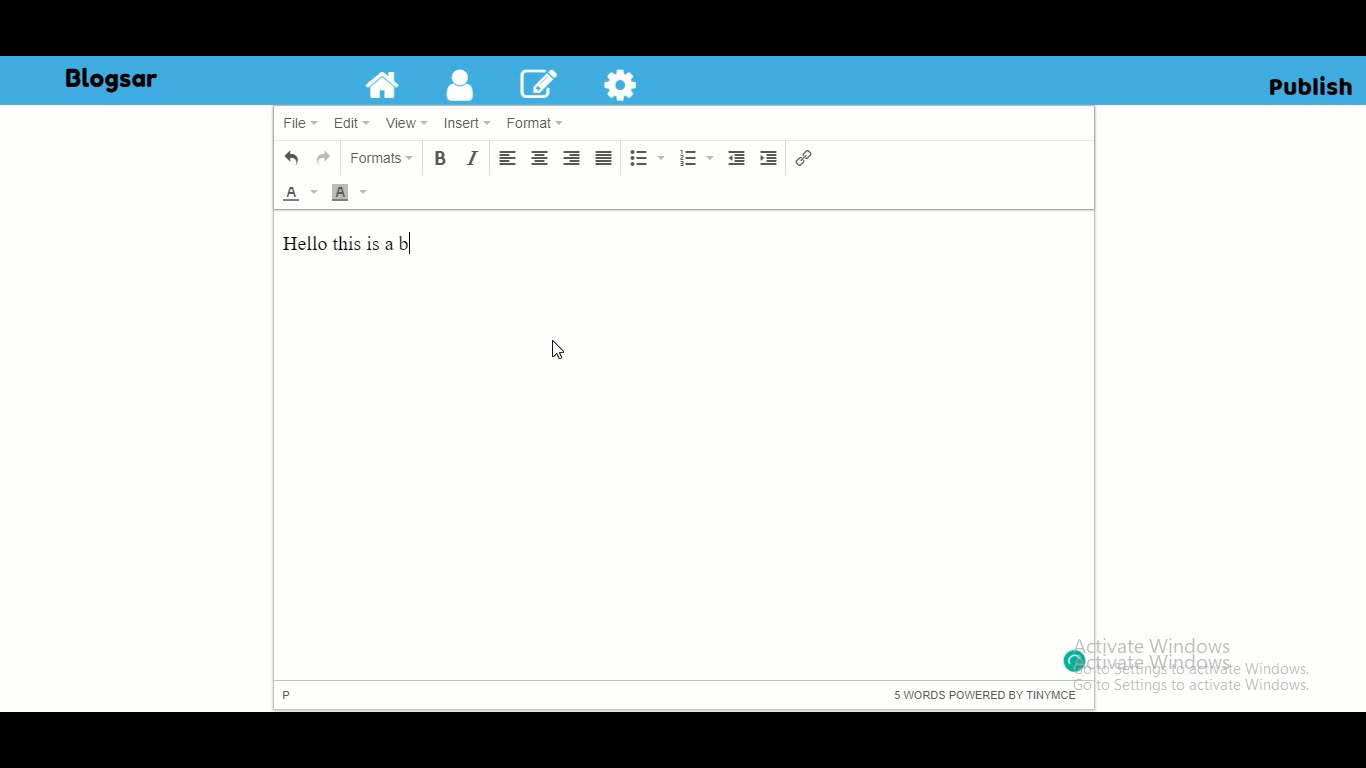 Blogsar
Publish
File Edit View Insert Format
Formats B I
A A
Hello this is a b
Activate Windows
Activate Windows
Go to Settings to activate Windows.
Go to Settings to activate Windows.
P 5 WORDS POWERED BY TINYMCE